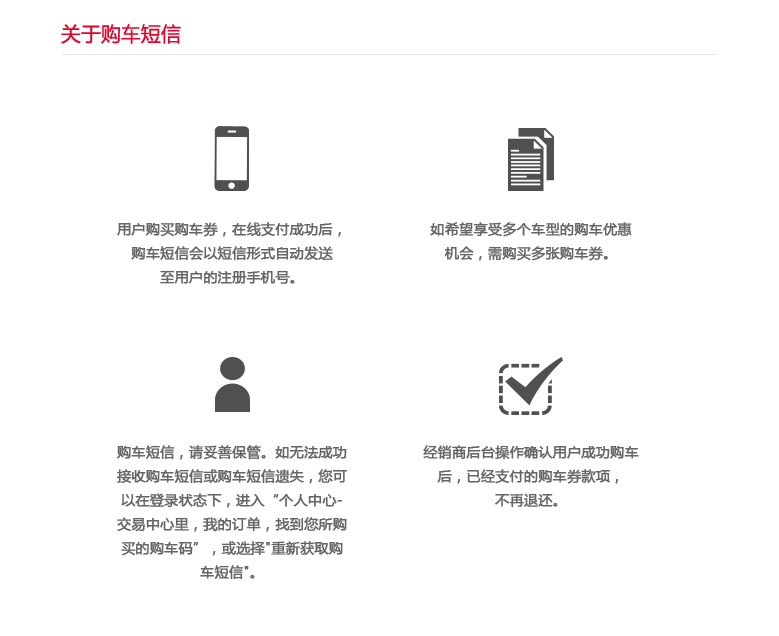 关于购车短信
用户购买购车券，在线支付成功后，
购车短信会以短信形式自动发送
至用户的注册手机号。
如希望享受多个车型的购车优惠
机会，需购买多张购车券。
购车短信，请妥善保管。如无法成功
接收购车短信或购车短信遗失，您可
以在登录状态下，进入“个人中心-
交易中心里，我的订单，找到您所购
买的购车码”，或选择"重新获取购
车短信"。
经销商后台操作确认用户成功购车
后，已经支付的购车券款项，
不再退还。